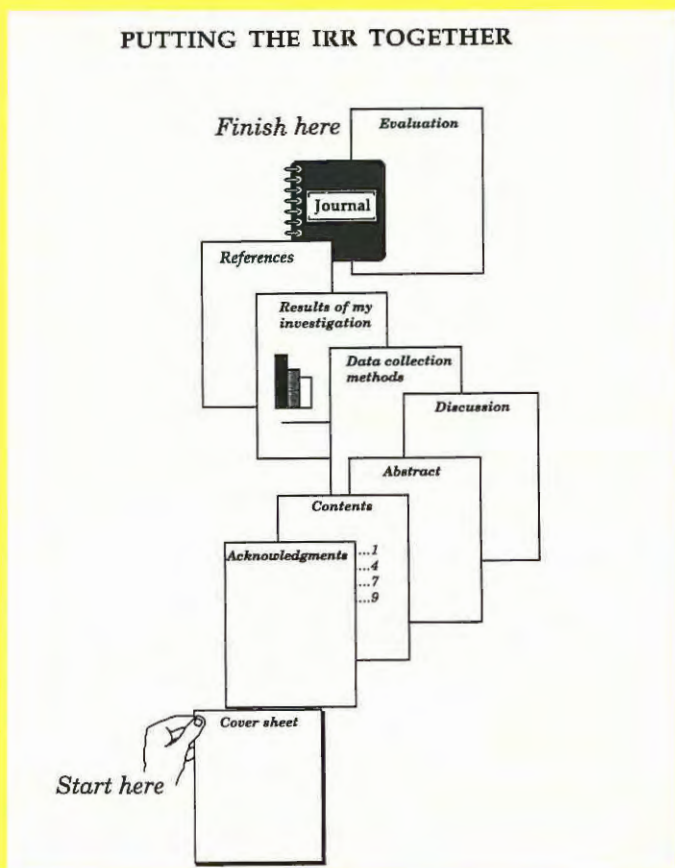 PUTTING THE IRR TOGETHER
Finish here
Evaluation
Journal
References
Results of my
investigation
Data collection
methods
Discussion
Abstract
Contents
Acknowledgments
...1
...4
...7
...9
Cover sheet
Start here